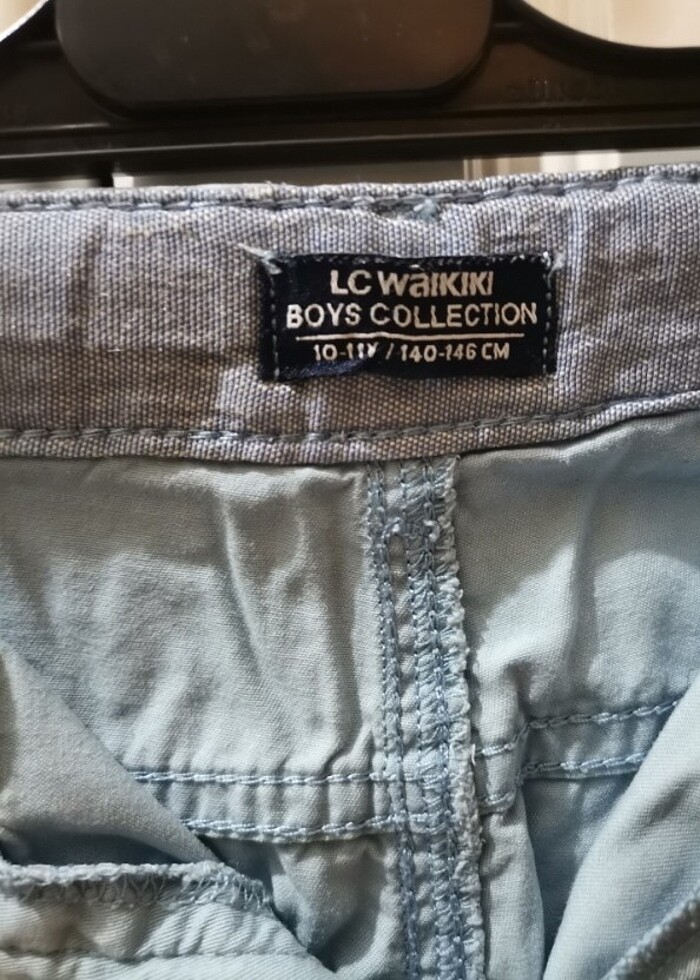 LC WAIKIKI
BOYS COLLECTION
10-11Y / 140-146 CM